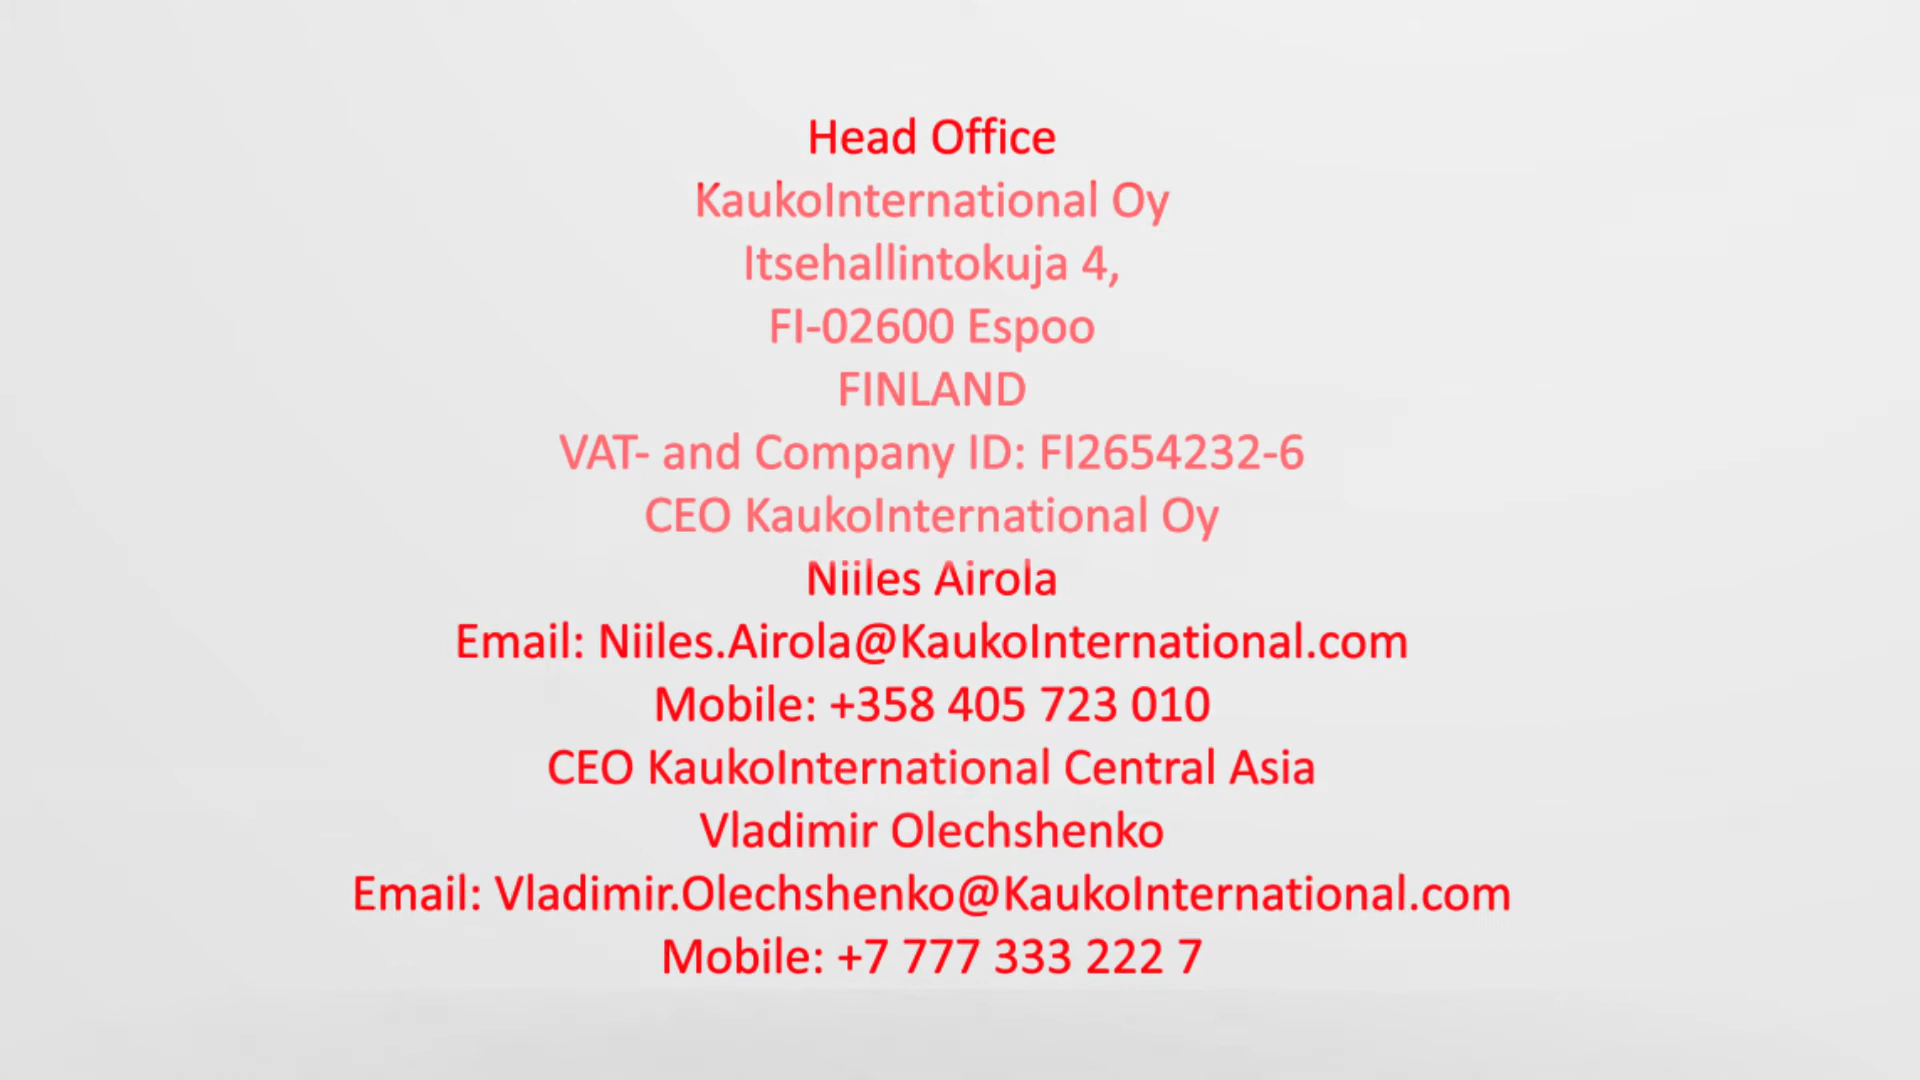 Head Office
KaukoInternational Oy
Itsehallintokuja 4,
FI-02600 Espoo
FINLAND
VAT- and Company ID: FI2654232-6
CEO KaukoInternational Oy
Niiles Airola
Email: Niiles.Airola@KaukoInternational.com
Mobile: +358 405 723 010
CEO KaukoInternational Central Asia
Vladimir Olechshenko
Email: Vladimir.Olechshenko@KaukoInternational.com
Mobile: +7 777 333 222 7